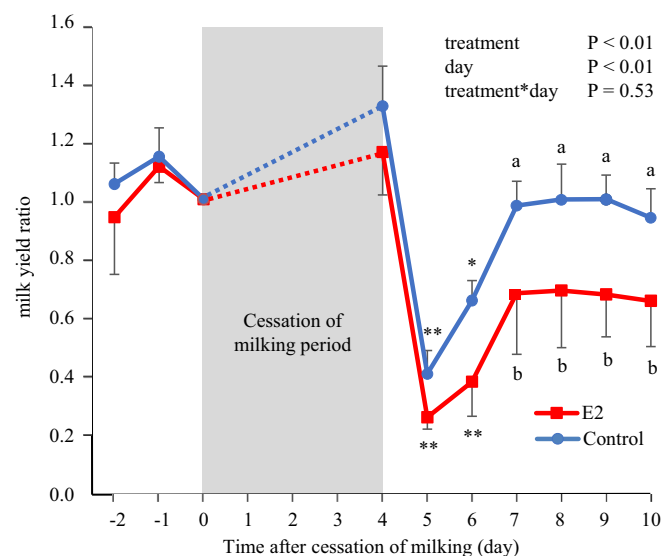 1.6
treatment P < 0.01
day P < 0.01
treatment*day P = 0.53
1.4
1.2
a a a a
1.0
milk yield ratio
0.8
*
0.6
Cessation of
milking period
**
b b b b
0.4
E2
** **
Control
0.2
0.0
-2 -1 0 1 2 3 4 5 6 7 8 9 10
Time after cessation of milking (day)